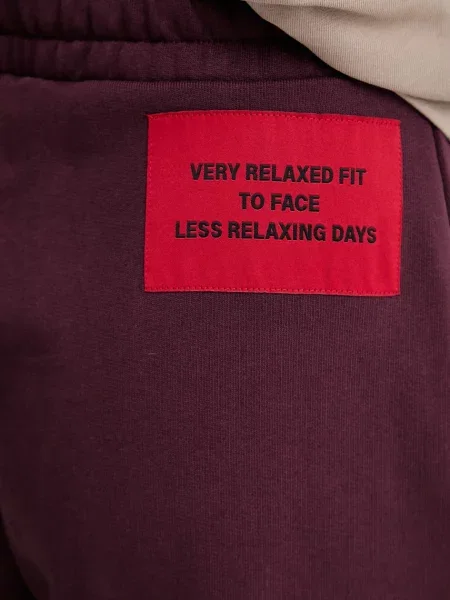 VERY RELAXED FIT
TO FACE
LESS RELAXING DAYS